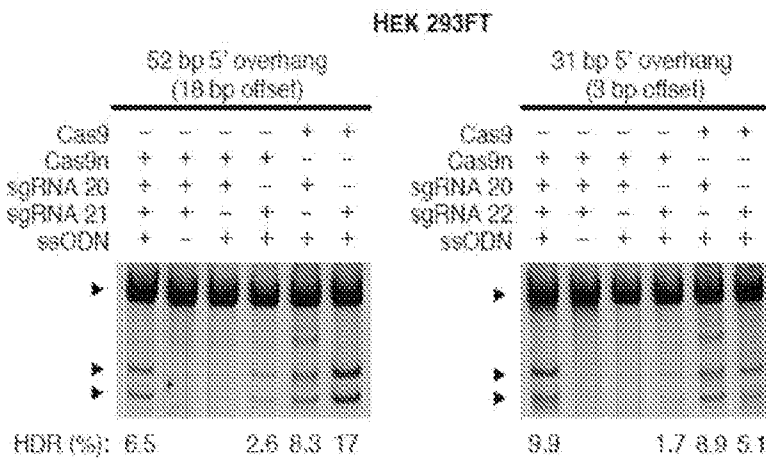 HEK 293FT
52 bp 5' overhang
(18 bp offset)
Cas9 - - - - + +
Cas9n + + + + - -
sgRNA 20 + + + - + -
sgRNA 21 + + - + - +
ssODN + - + + + +
HDR (%): 6.5 2.6 8.3 17
31 bp 5' overhang
(3 bp offset)
Cas9 - - - - + +
Cas9n + + + + - -
sgRNA 20 + + + - + -
sgRNA 22 + + - + - +
ssODN + - + + + +
9.9 1.7 8.9 5.1